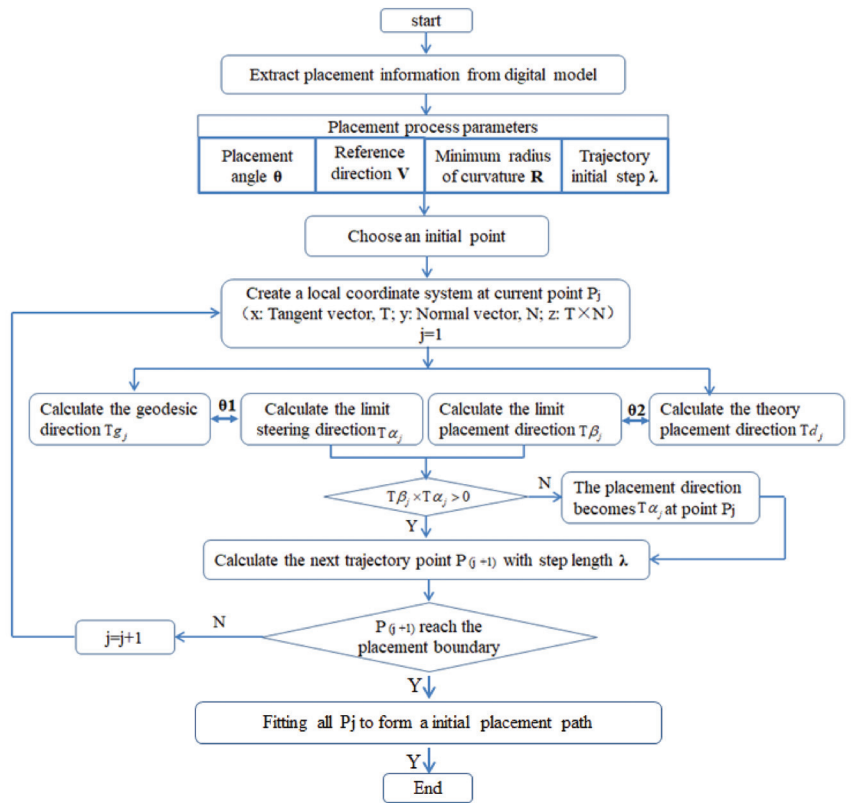 start
Extract placement information from digital model
Placement process parameters
Placement
angle θ
Reference
direction V
Minimum radius
of curvature R
Trajectory
initial step λ
Choose an initial point
Create a local coordinate system at current point Pj
（x: Tangent vector, T; y: Normal vector, N; z: T×N）
j=1
Calculate the geodesic
direction Tgj
θ1
Calculate the limit
steering direction Tαj
Calculate the limit
placement direction Tβj
θ2
Calculate the theory
placement direction Tdj
Tβj×Tαj>0
N
The placement direction
becomes Tαj at point Pj
Y
Calculate the next trajectory point P(j+1) with step length λ
P(j+1) reach the
placement boundary
N
j=j+1
Y
Fitting all Pj to form a initial placement path
Y
End